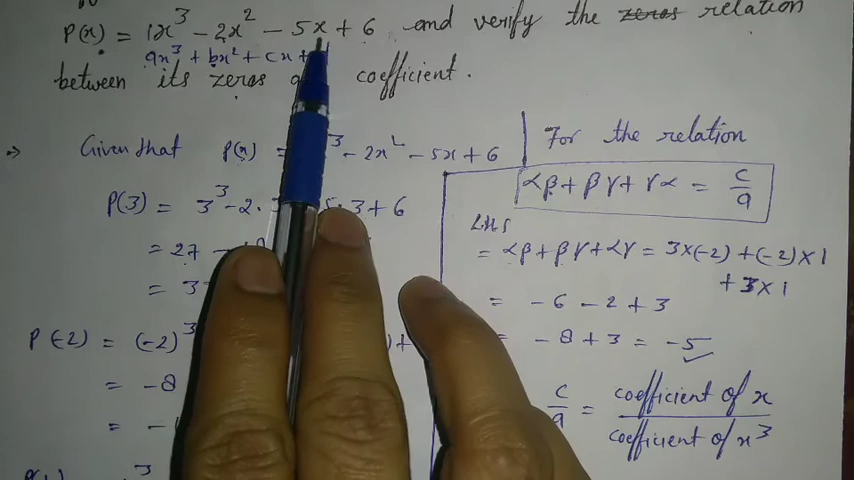 P(x) = 1x³ - 2x² - 5x + 6 and verify the zeros relation
ax³ + bx² + cx +
between its zeros coefficient.
Given that P(x) = ³ - 2x² - 5x + 6
P(3) = 3³ - 2 · 5 · 3 + 6
= 27 -
= 3
P(-2) = (-2)³ ) +
= -8
= -
For the relation
αβ + βγ + γα = c/a
LHS
= αβ + βγ + αγ = 3×(-2) + (-2)×1
+ 3×1
= -6 - 2 + 3
= -8 + 3 = -5 ✓
c/a = coefficient of x / coefficient of x³